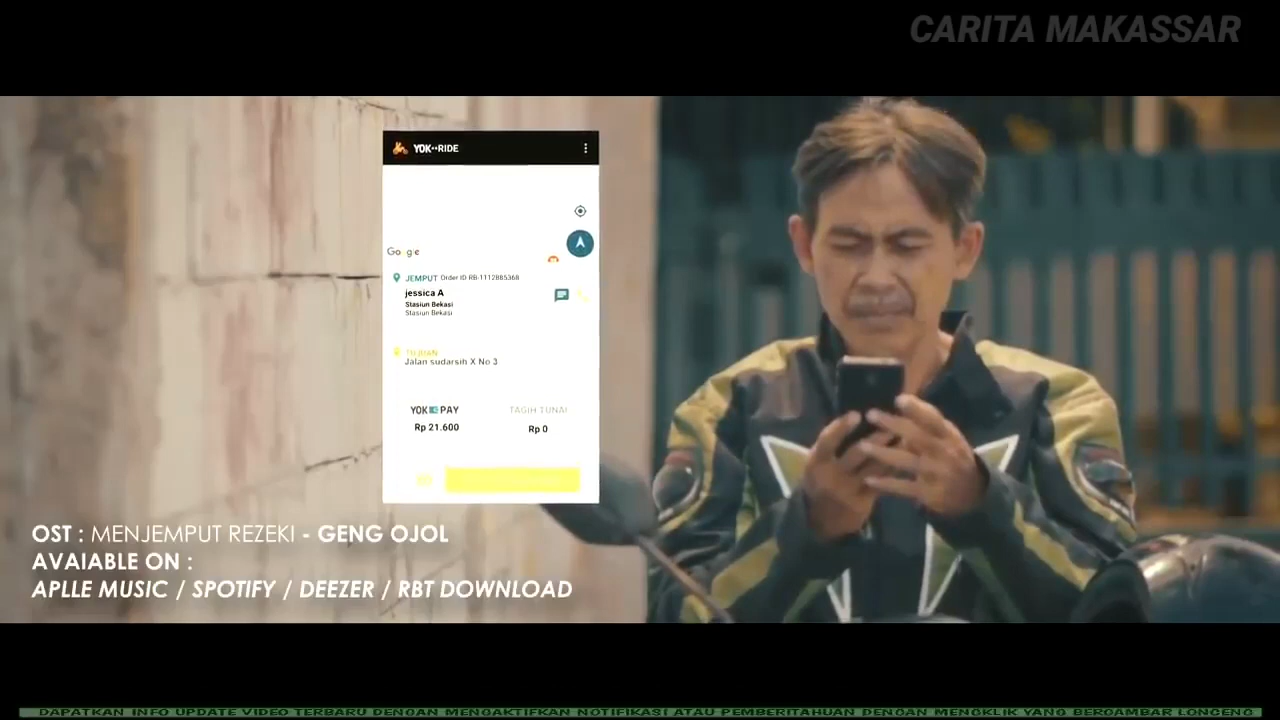 CARITA MAKASSAR
YOK RIDE
Google
JEMPUT Order ID RB-1112885368
jessica A
Stasiun Bekasi
Stasiun Bekasi
TUJUAN
Jalan sudarsih X No 3
YOK PAY TAGIH TUNAI
Rp 21.600 Rp 0
OST : MENJEMPUT REZEKI - GENG OJOL
AVAIABLE ON :
APLLE MUSIC / SPOTIFY / DEEZER / RBT DOWNLOAD
DAPATKAN INFO UPDATE VIDEO TERBARU DENGAN MENGAKTIFKAN NOTIFIKASI ATAU PEMBERITAHUAN DENGAN MENGKLIK YANG BERGAMBAR LONCENG